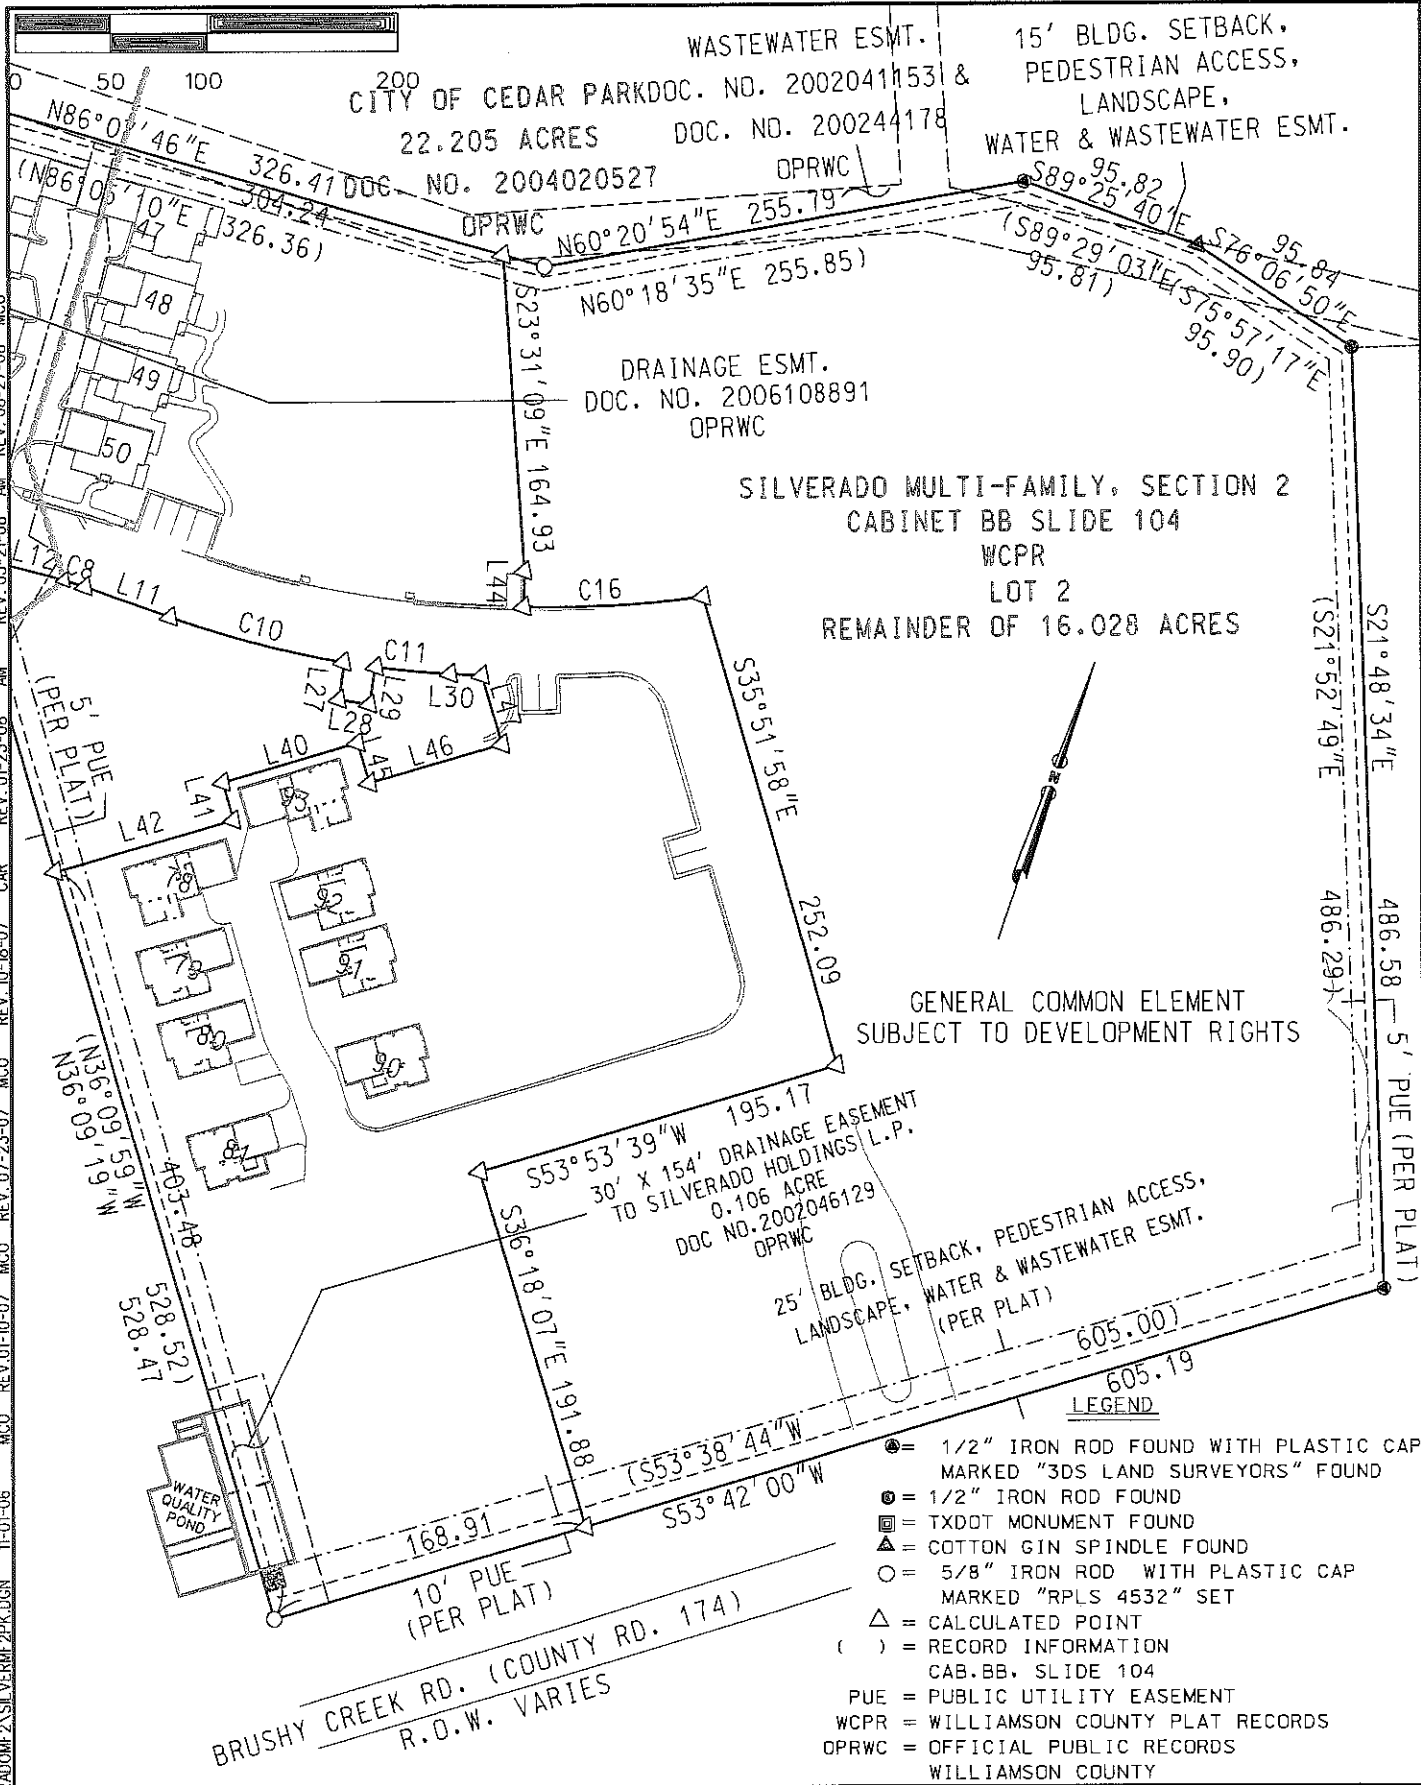 0 50 100 200
WASTEWATER ESMT.
DOC. NO. 2002041153 &
DOC. NO. 200244178
OPRWC
CITY OF CEDAR PARK
22.205 ACRES
DOC. NO. 2004020527
OPRWC
15' BLDG. SETBACK,
PEDESTRIAN ACCESS,
LANDSCAPE,
WATER & WASTEWATER ESMT.
326.41
304.24
326.36)
N60°20'54"E 255.79
N60°18'35"E 255.85)
95.82
S89°25'40"E
(S89°29'03"E
95.81)
95.84
S76°06'50"E
(S75°57'17"E
95.90)
47
48
49
50
S23°31'09"E 164.93
DRAINAGE ESMT.
DOC. NO. 2006108891
OPRWC
SILVERADO MULTI-FAMILY, SECTION 2
CABINET BB SLIDE 104
WCPR
LOT 2
REMAINDER OF 16.028 ACRES
L12 C8 L11 C10
L44 C16
C11
L27 L28 L29 L30
L40 L45 L46
L41
L42
5' PUE
(PER PLAT)
S35°51'58"E
252.09
S21°48'34"E
(S21°52'49"E
486.58
486.29)
5' PUE (PER PLAT)
93
92
91
90
80
GENERAL COMMON ELEMENT
SUBJECT TO DEVELOPMENT RIGHTS
(N36°09'59"W
N36°09'19"W
403.48
528.52)
528.47
S53°53'39"W 195.17
30' X 154' DRAINAGE EASEMENT
TO SILVERADO HOLDINGS L.P.
0.106 ACRE
DOC NO.2002046129
OPRWC
S36°18'07"E 191.88
25' BLDG. SETBACK, PEDESTRIAN ACCESS,
LANDSCAPE, WATER & WASTEWATER ESMT.
(PER PLAT)
605.00)
605.19
(S53°38'44"W
S53°42'00"W
168.91
WATER
QUALITY
POND
10' PUE
(PER PLAT)
BRUSHY CREEK RD. (COUNTY RD. 174)
R.O.W. VARIES
LEGEND
= 1/2" IRON ROD FOUND WITH PLASTIC CAP
MARKED "3DS LAND SURVEYORS" FOUND
= 1/2" IRON ROD FOUND
= TXDOT MONUMENT FOUND
= COTTON GIN SPINDLE FOUND
= 5/8" IRON ROD WITH PLASTIC CAP
MARKED "RPLS 4532" SET
= CALCULATED POINT
( ) = RECORD INFORMATION
CAB.BB, SLIDE 104
PUE = PUBLIC UTILITY EASEMENT
WCPR = WILLIAMSON COUNTY PLAT RECORDS
OPRWC = OFFICIAL PUBLIC RECORDS
WILLIAMSON COUNTY